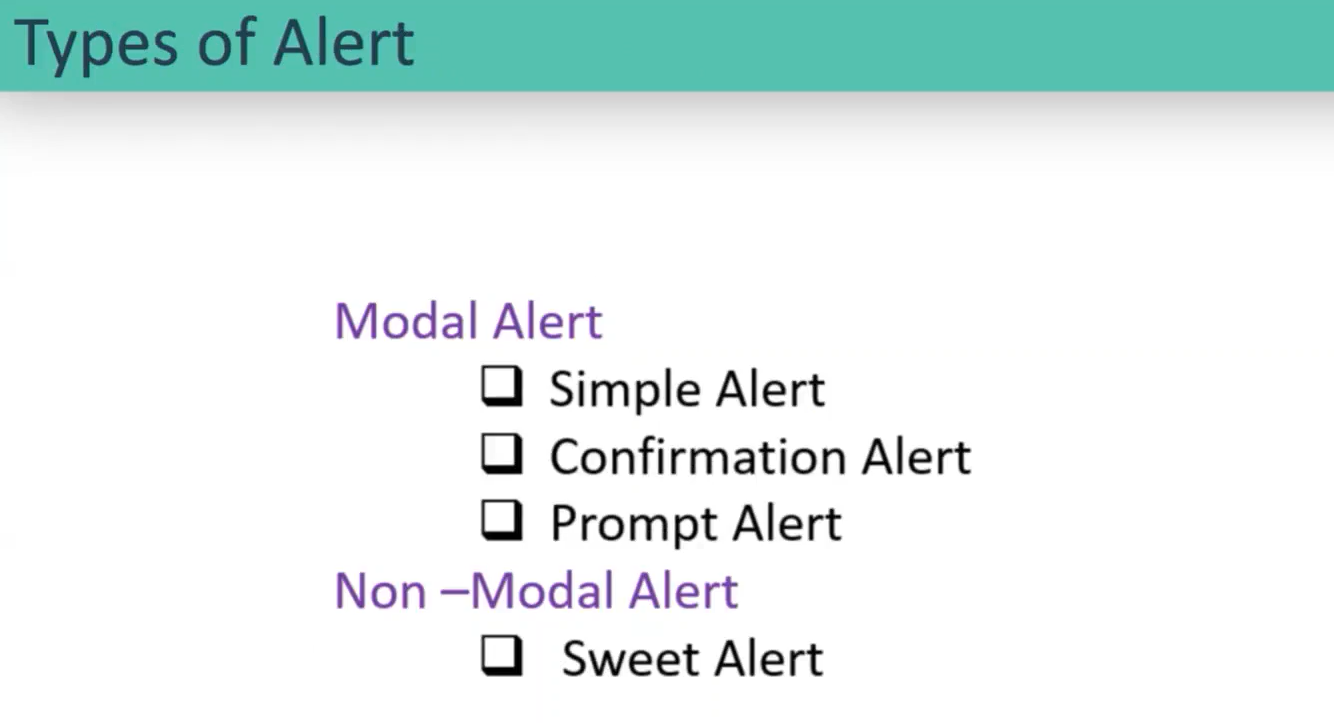 Types of Alert
Modal Alert
❑ Simple Alert
❑ Confirmation Alert
❑ Prompt Alert
Non –Modal Alert
❑ Sweet Alert